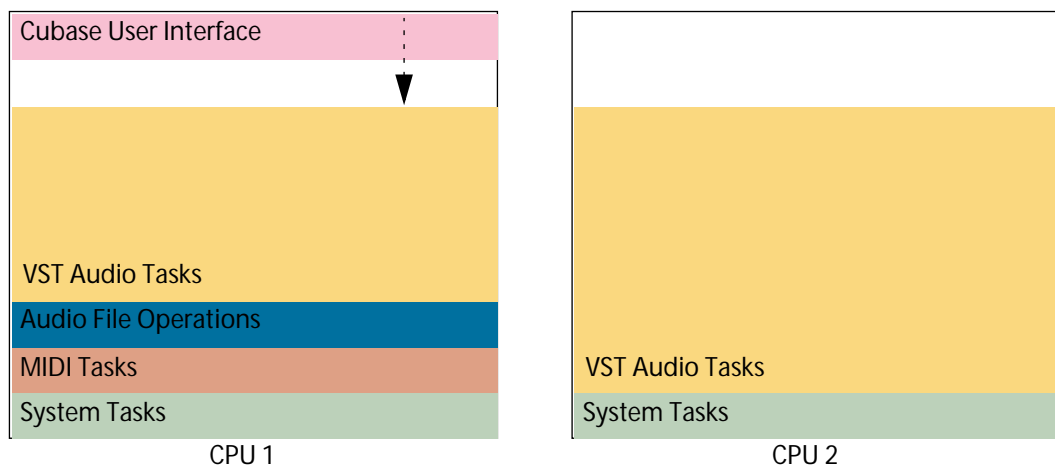 Cubase User Interface
VST Audio Tasks
Audio File Operations
MIDI Tasks
System Tasks
CPU 1
VST Audio Tasks
System Tasks
CPU 2